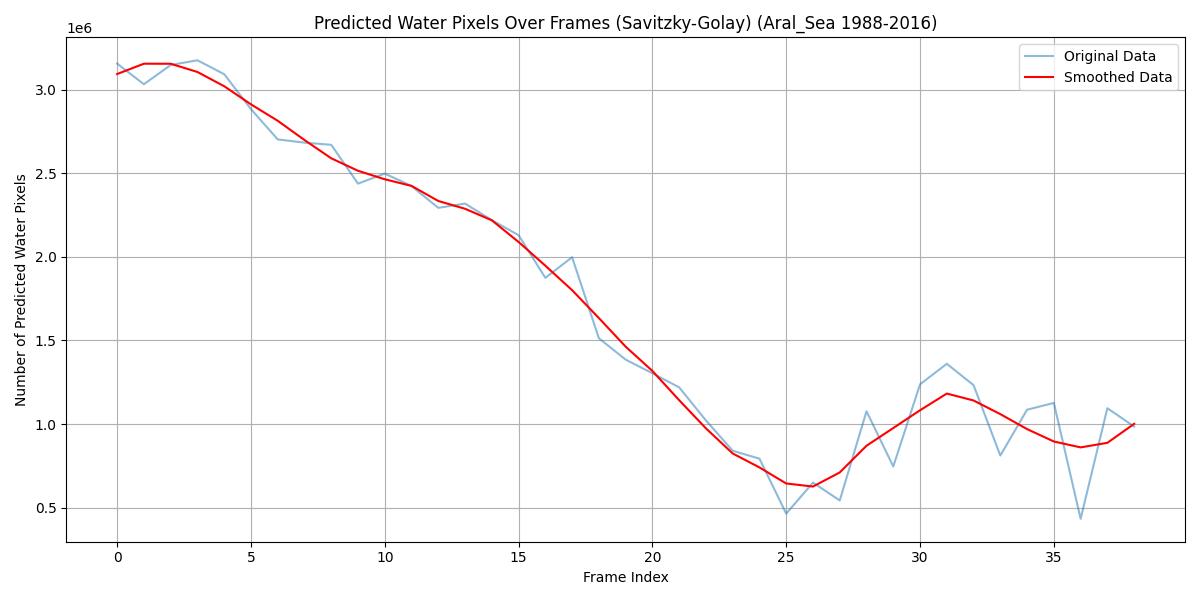 Predicted Water Pixels Over Frames (Savitzky-Golay) (Aral_Sea 1988-2016)
1e6
Original Data
Smoothed Data
3.0
2.5
2.0
1.5
1.0
0.5
Number of Predicted Water Pixels
0 5 10 15 20 25 30 35
Frame Index